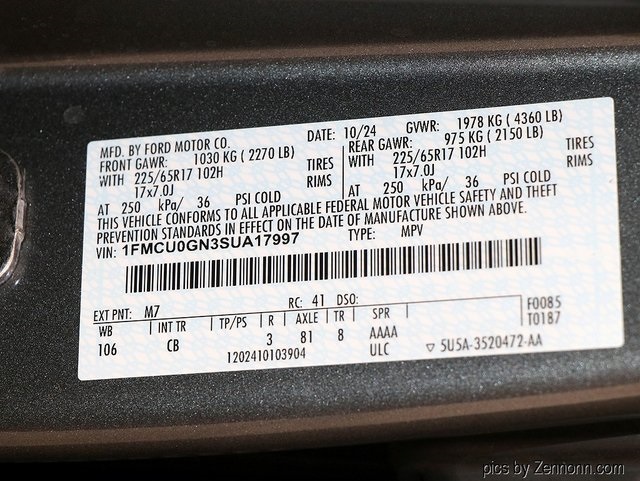 MFD. BY FORD MOTOR CO. DATE: 10/24 GVWR: 1978 KG ( 4360 LB)
FRONT GAWR: 1030 KG ( 2270 LB) REAR GAWR: 975 KG ( 2150 LB)
WITH 225/65R17 102H TIRES WITH 225/65R17 102H TIRES
17x7.0J RIMS 17x7.0J RIMS
AT 250 kPa/ 36 PSI COLD AT 250 kPa/ 36 PSI COLD
THIS VEHICLE CONFORMS TO ALL APPLICABLE FEDERAL MOTOR VEHICLE SAFETY AND THEFT
PREVENTION STANDARDS IN EFFECT ON THE DATE OF MANUFACTURE SHOWN ABOVE.
VIN: 1FMCU0GN3SUA17997 TYPE: MPV
EXT PNT: M7 RC: 41 DSO: F0085
WB INT TR TP/PS R AXLE TR SPR T0187
106 CB 3 81 8 AAAA
1202410103904 ULC ▽ 5U5A-3520472-AA
pics by Zennonn.com